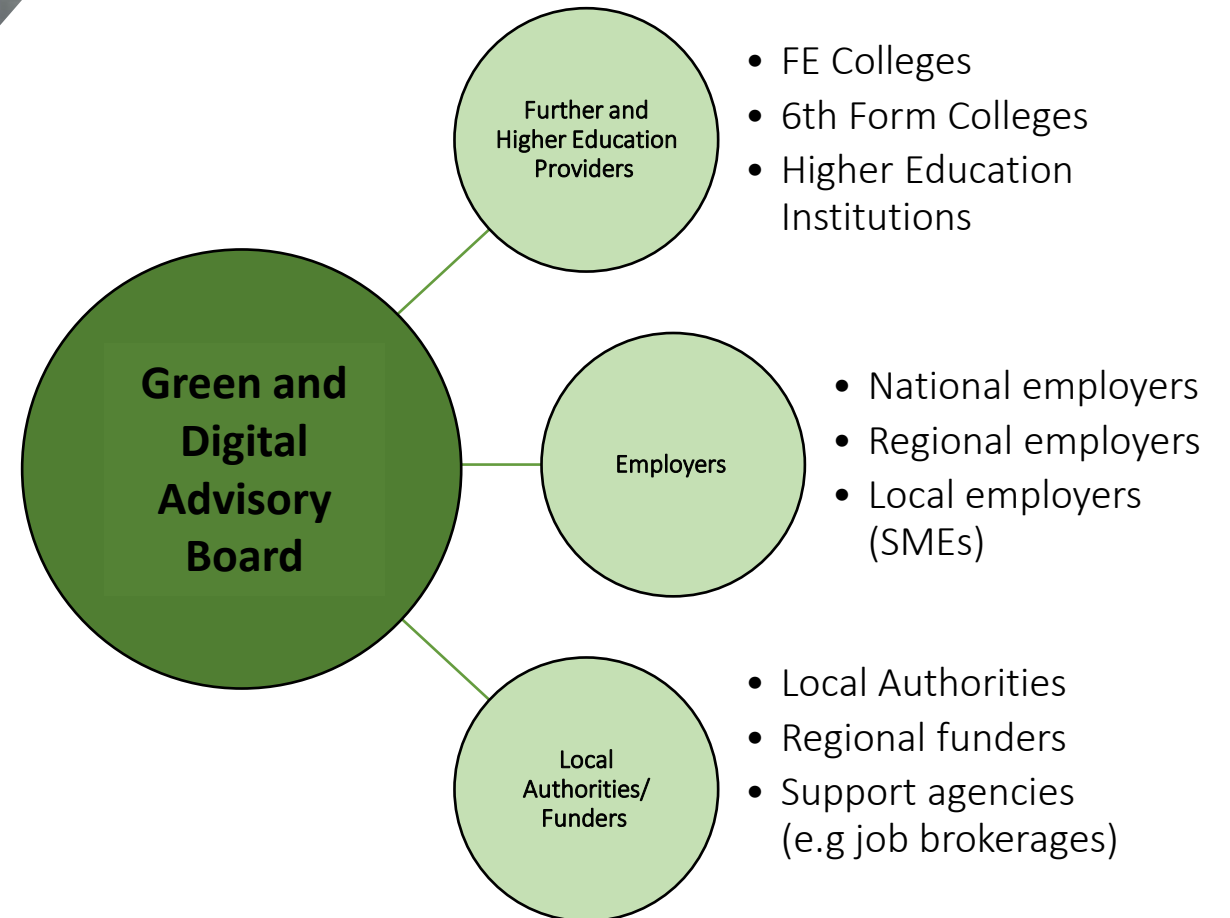 Green and
Digital
Advisory
Board
Further and
Higher Education
Providers
• FE Colleges
• 6th Form Colleges
• Higher Education
Institutions
Employers
• National employers
• Regional employers
• Local employers
(SMEs)
Local
Authorities/
Funders
• Local Authorities
• Regional funders
• Support agencies
(e.g job brokerages)